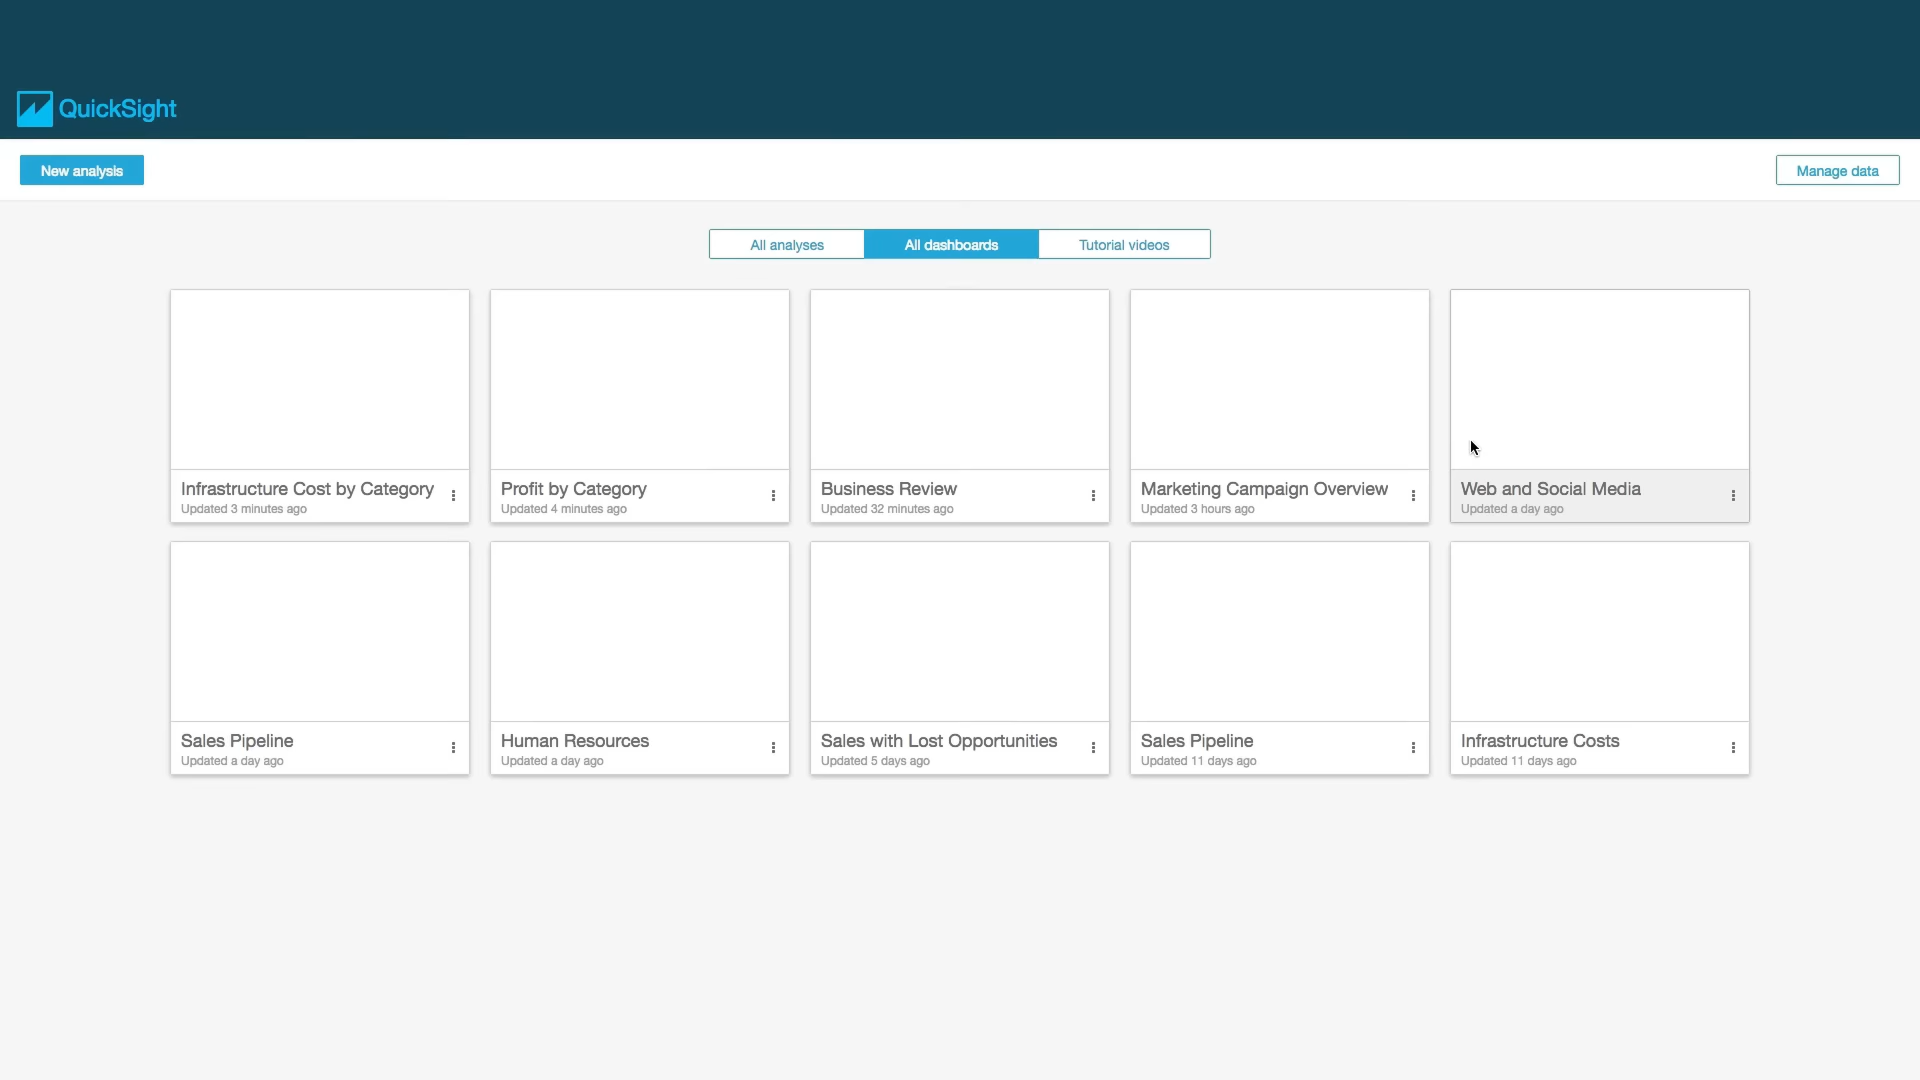 QuickSight
New analysis
Manage data
All analyses
All dashboards
Tutorial videos
Infrastructure Cost by Category
Updated 3 minutes ago
Profit by Category
Updated 4 minutes ago
Business Review
Updated 32 minutes ago
Marketing Campaign Overview
Updated 3 hours ago
Web and Social Media
Updated a day ago
Sales Pipeline
Updated a day ago
Human Resources
Updated a day ago
Sales with Lost Opportunities
Updated 5 days ago
Sales Pipeline
Updated 11 days ago
Infrastructure Costs
Updated 11 days ago